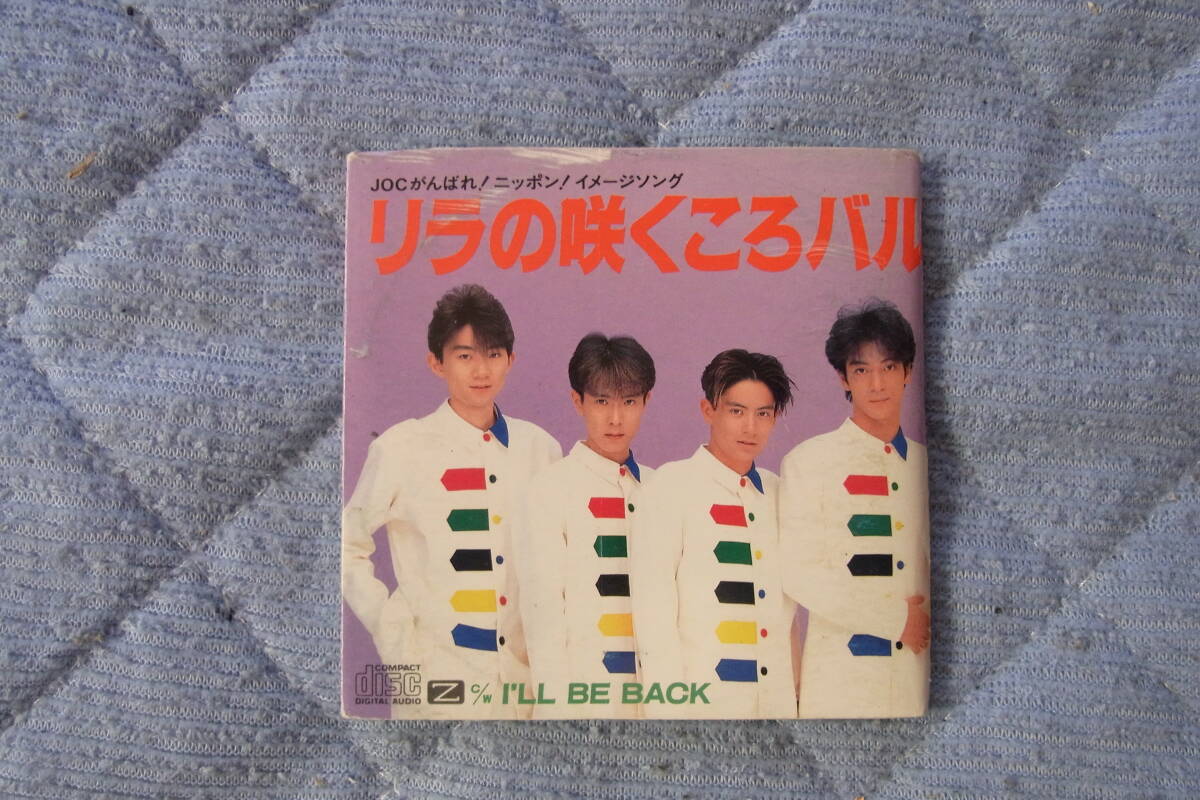 JOCがんばれ!ニッポン!イメージソング
リラの咲くころバル
COMPACT
disc
DIGITAL AUDIO
Z
c/w I'LL BE BACK